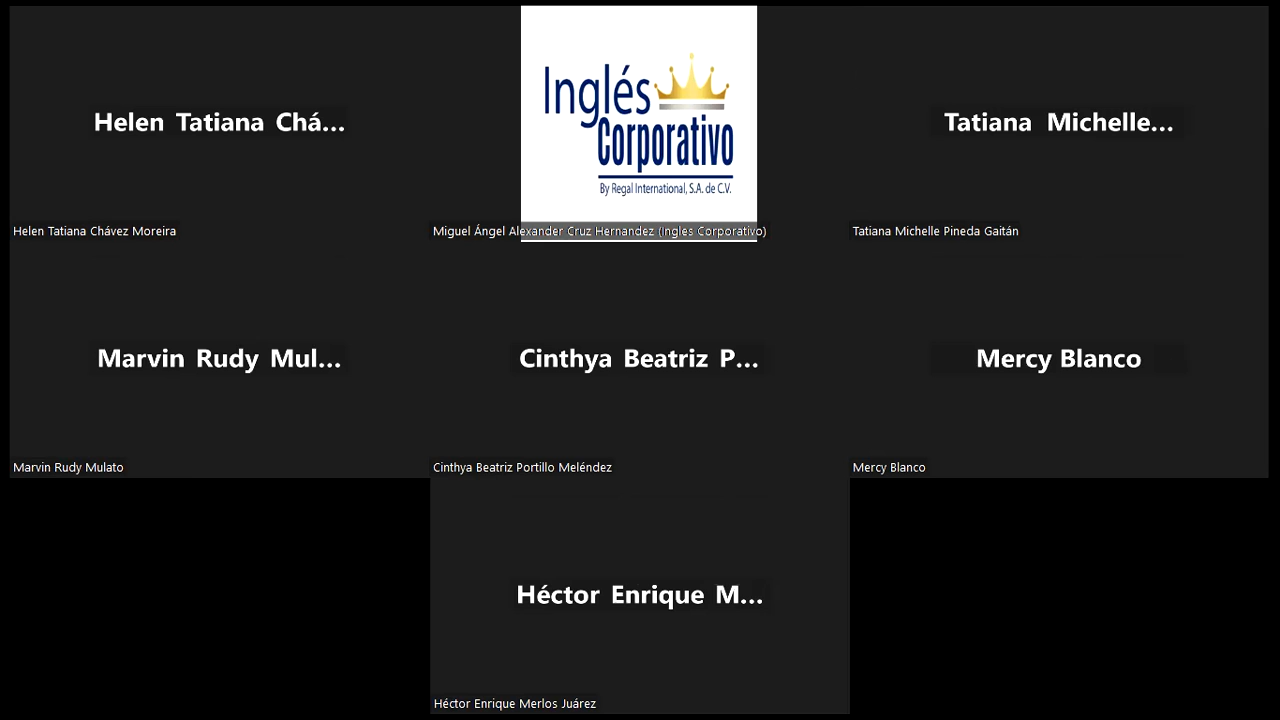 Helen Tatiana Chá...
Helen Tatiana Chávez Moreira
Inglés
Corporativo
By Regal International, S.A. de C.V.
Miguel Ángel Alexander Cruz Hernandez (Ingles Corporativo)
Tatiana Michelle...
Tatiana Michelle Pineda Gaitán
Marvin Rudy Mul...
Marvin Rudy Mulato
Cinthya Beatriz P...
Cinthya Beatriz Portillo Meléndez
Mercy Blanco
Mercy Blanco
Héctor Enrique M...
Héctor Enrique Merlos Juárez